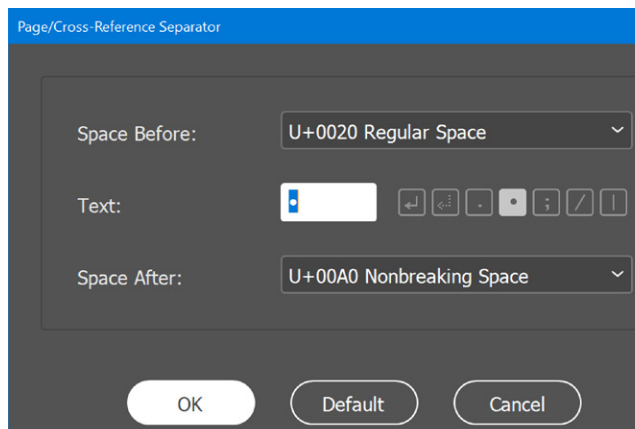 Page/Cross-Reference Separator
Space Before: U+0020 Regular Space
Text: • . • ; / |
Space After: U+00A0 Nonbreaking Space
OK Default Cancel